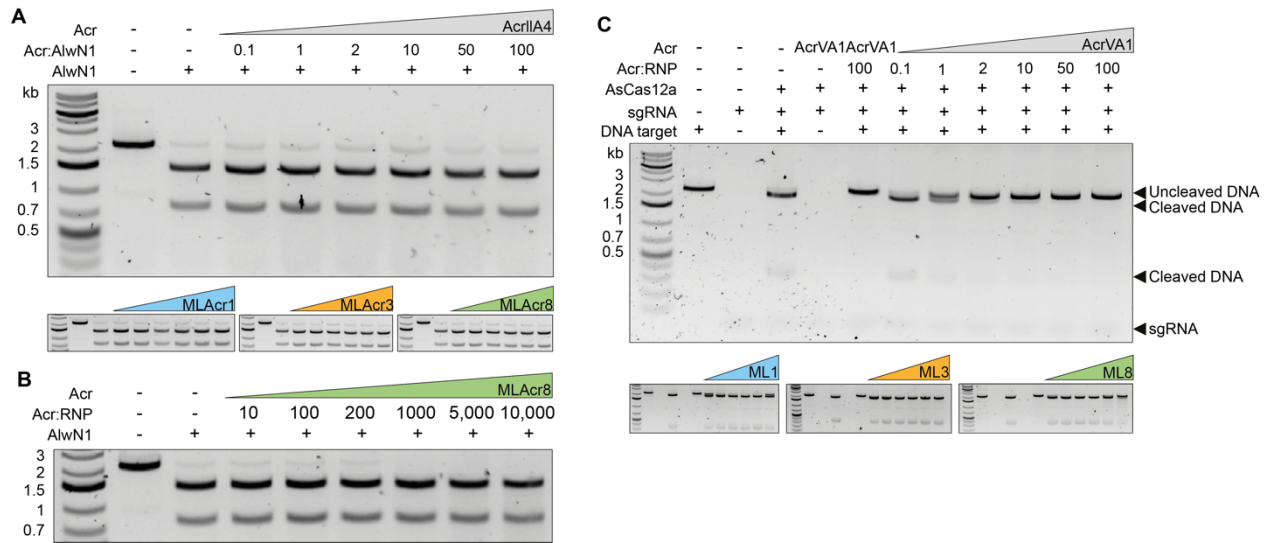 A
Acr - - AcrIIA4
Acr:AlwN1 0.1 1 2 10 50 100
AlwN1 - + + + + + + +
kb
3
2
1.5
1
0.7
0.5
MLAcr1 MLAcr3 MLAcr8
B
Acr - - MLAcr8
Acr:RNP 10 100 200 1000 5,000 10,000
AlwN1 - + + + + + + +
3
2
1.5
1
0.7
C
Acr - - - - AcrVA1AcrVA1 AcrVA1
Acr:RNP - - - - 100 0.1 1 2 10 50 100
AsCas12a - - + + + + + + + + +
sgRNA - + + - + + + + + + +
DNA target + - + - + + + + + + +
kb
3
2
1.5
1
0.7
0.5
Uncleaved DNA
Cleaved DNA
Cleaved DNA
sgRNA
ML1 ML3 ML8